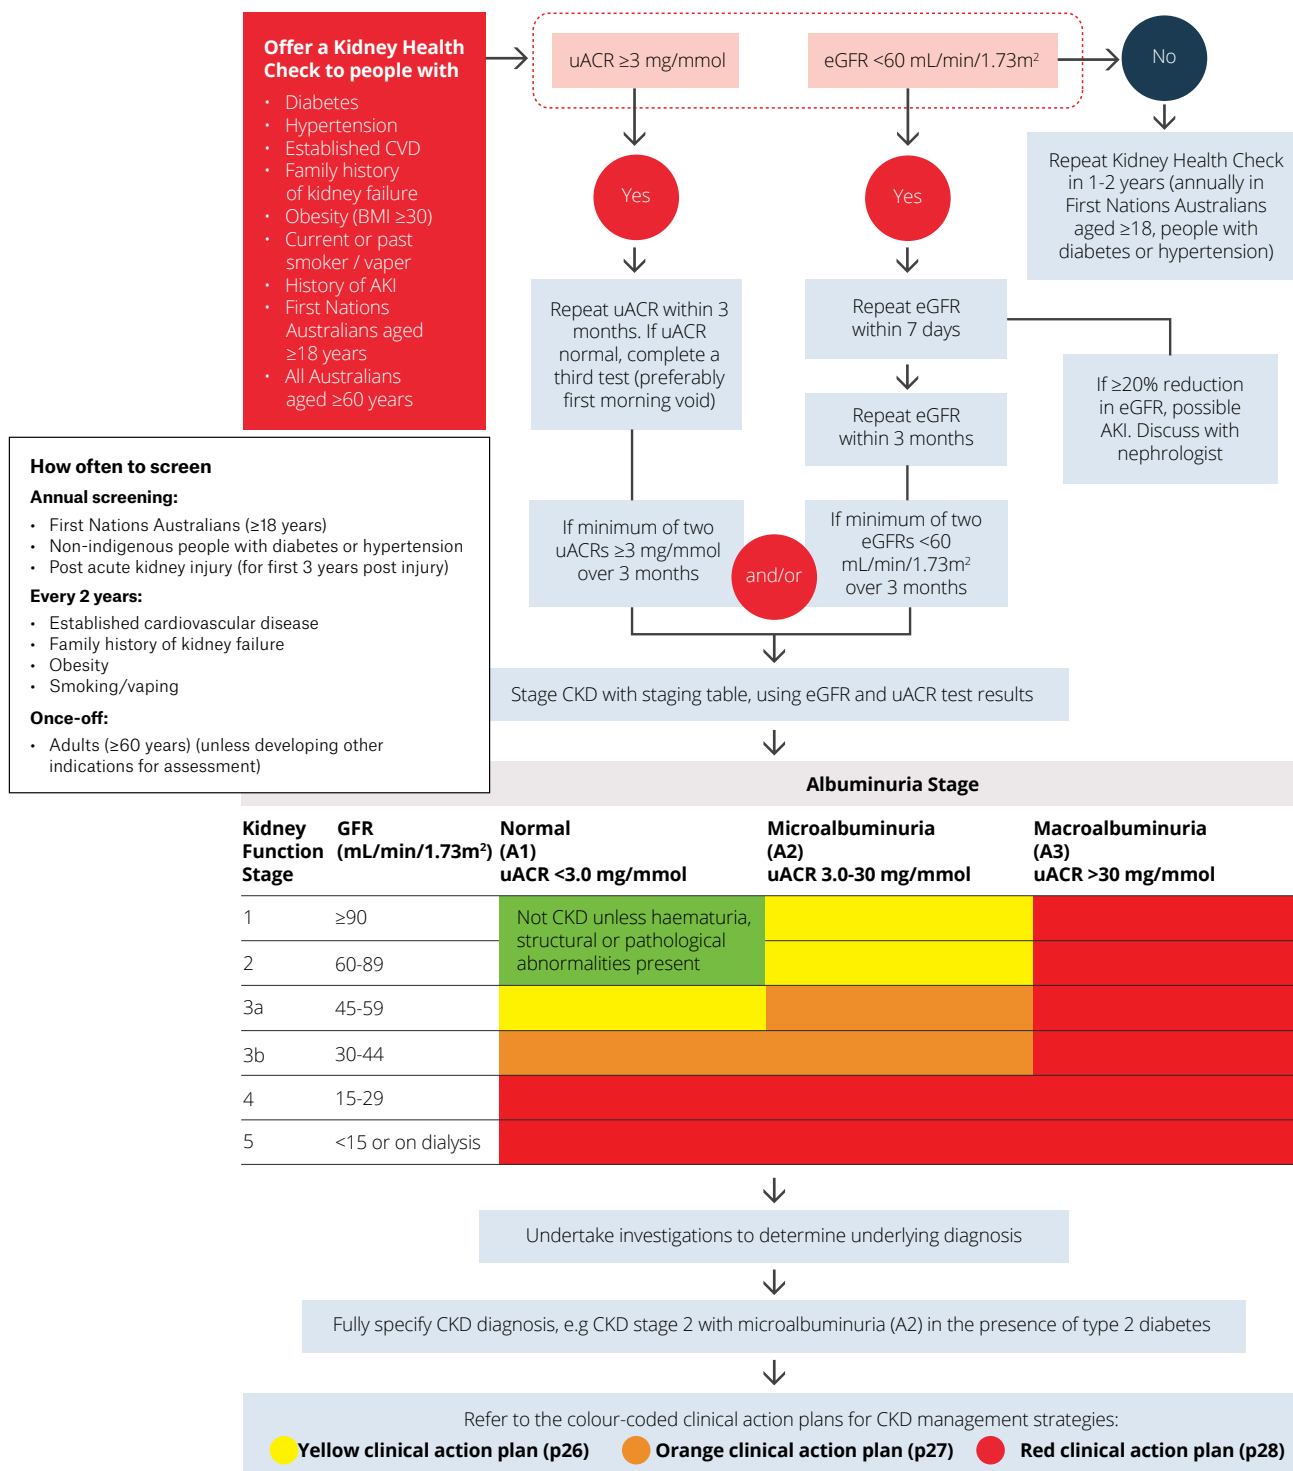 Offer a Kidney Health
Check to people with
• Diabetes
• Hypertension
• Established CVD
• Family history
of kidney failure
• Obesity (BMI ≥30)
• Current or past
smoker / vaper
• History of AKI
• First Nations
Australians aged
≥18 years
• All Australians
aged ≥60 years
uACR ≥3 mg/mmol
eGFR <60 mL/min/1.73m²
No
Yes
Yes
Repeat Kidney Health Check
in 1-2 years (annually in
First Nations Australians
aged ≥18, people with
diabetes or hypertension)
Repeat uACR within 3
months. If uACR
normal, complete a
third test (preferably
first morning void)
Repeat eGFR
within 7 days
Repeat eGFR
within 3 months
If ≥20% reduction
in eGFR, possible
AKI. Discuss with
nephrologist
How often to screen
Annual screening:
• First Nations Australians (≥18 years)
• Non-indigenous people with diabetes or hypertension
• Post acute kidney injury (for first 3 years post injury)
Every 2 years:
• Established cardiovascular disease
• Family history of kidney failure
• Obesity
• Smoking/vaping
Once-off:
• Adults (≥60 years) (unless developing other
indications for assessment)
If minimum of two
uACRs ≥3 mg/mmol
over 3 months
and/or
If minimum of two
eGFRs <60
mL/min/1.73m²
over 3 months
Stage CKD with staging table, using eGFR and uACR test results
Albuminuria Stage
Kidney
Function
Stage
GFR
(mL/min/1.73m²)
Normal
(A1)
uACR <3.0 mg/mmol
Microalbuminuria
(A2)
uACR 3.0-30 mg/mmol
Macroalbuminuria
(A3)
uACR >30 mg/mmol
1 ≥90
Not CKD unless haematuria,
structural or pathological
abnormalities present
2 60-89
3a 45-59
3b 30-44
4 15-29
5 <15 or on dialysis
Undertake investigations to determine underlying diagnosis
Fully specify CKD diagnosis, e.g CKD stage 2 with microalbuminuria (A2) in the presence of type 2 diabetes
Refer to the colour-coded clinical action plans for CKD management strategies:
Yellow clinical action plan (p26)
Orange clinical action plan (p27)
Red clinical action plan (p28)